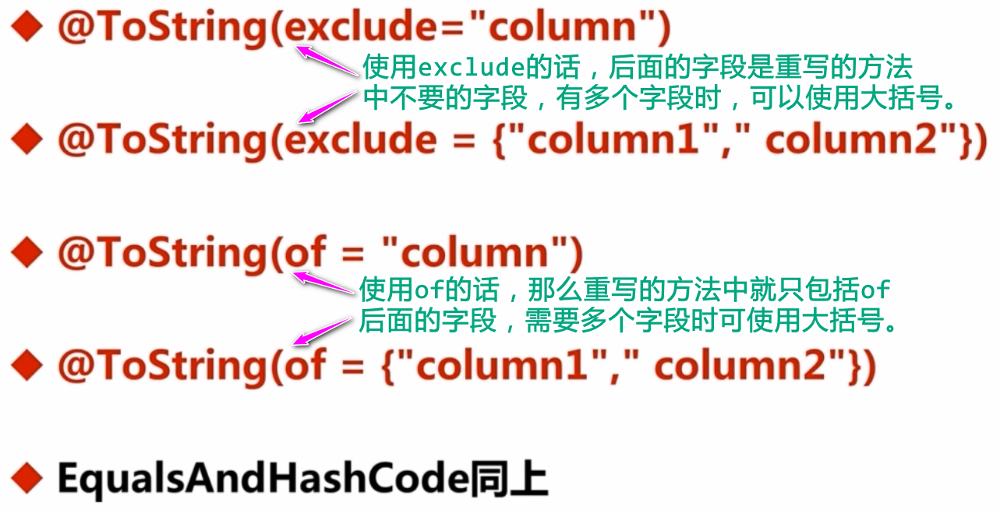 ◆ @ToString(exclude="column")
使用exclude的话，后面的字段是重写的方法
中不要的字段，有多个字段时，可以使用大括号。
◆ @ToString(exclude = {"column1"," column2"})
◆ @ToString(of = "column")
使用of的话，那么重写的方法中就只包括of
后面的字段，需要多个字段时可使用大括号。
◆ @ToString(of = {"column1"," column2"})
◆ EqualsAndHashCode同上